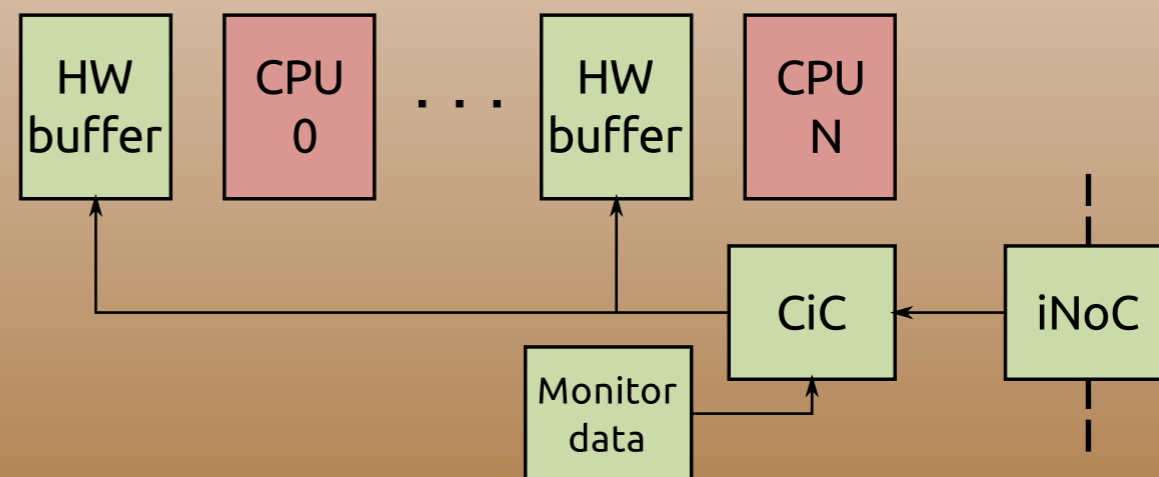 HW
buffer
CPU
0
. . .
HW
buffer
CPU
N
CiC
iNoC
Monitor
data